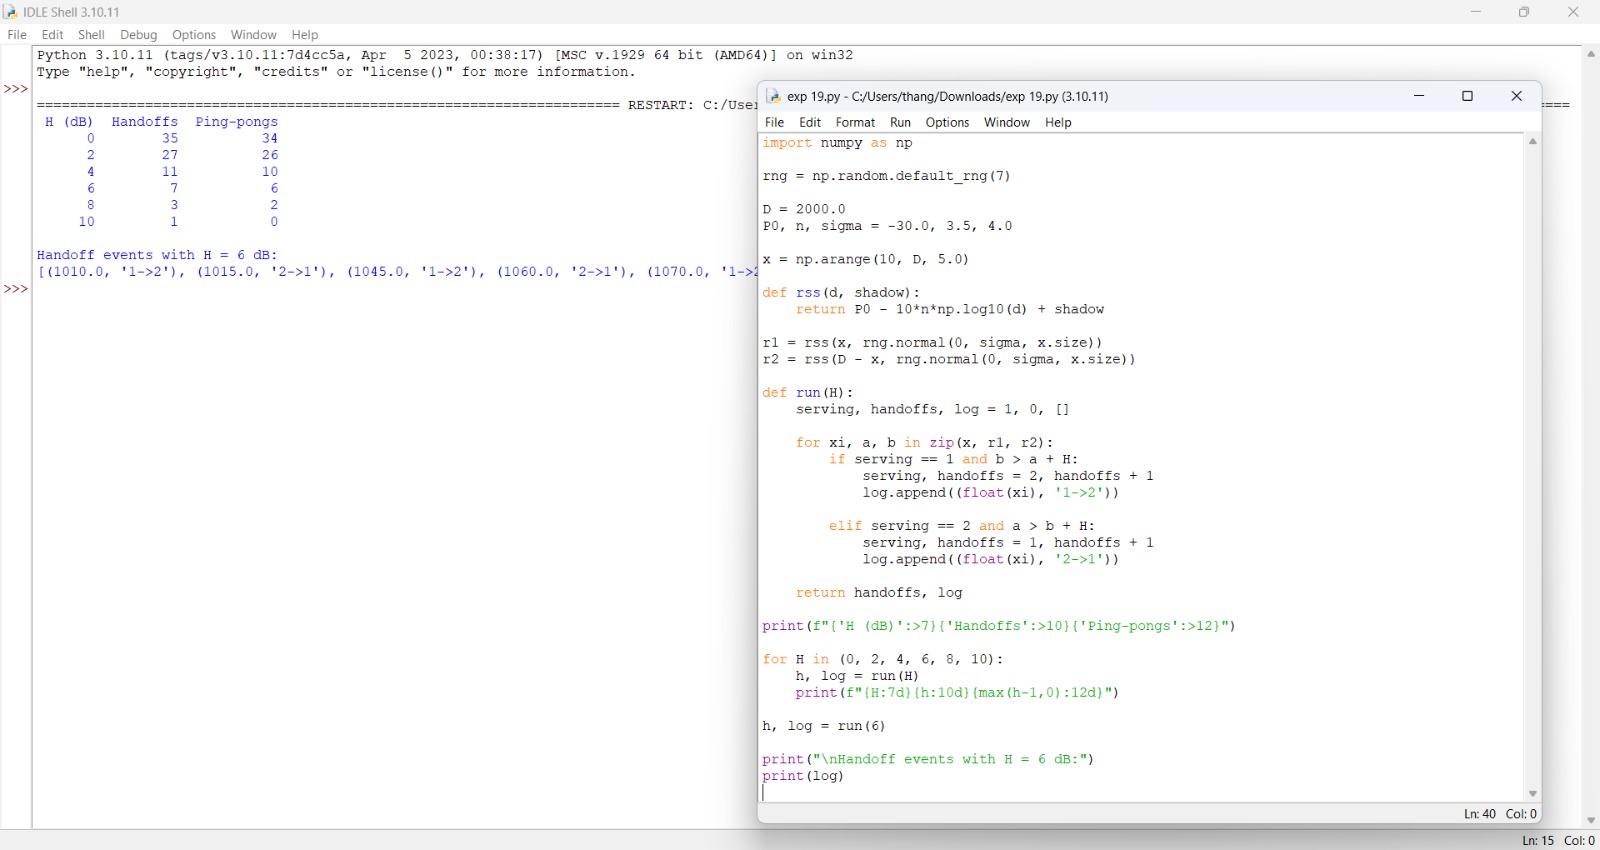 IDLE Shell 3.10.11
File Edit Shell Debug Options Window Help
Python 3.10.11 (tags/v3.10.11:7d4cc5a, Apr  5 2023, 00:38:17) [MSC v.1929 64 bit (AMD64)] on win32
Type "help", "copyright", "credits" or "license()" for more information.
>>>
====================================================================== RESTART: C:/User
 H (dB)  Handoffs  Ping-pongs
      0        35          34
      2        27          26
      4        11          10
      6         7           6
      8         3           2
     10         1           0

Handoff events with H = 6 dB:
[(1010.0, '1->2'), (1015.0, '2->1'), (1045.0, '1->2'), (1060.0, '2->1'), (1070.0, '1->2
>>>
exp 19.py - C:/Users/thang/Downloads/exp 19.py (3.10.11)
File Edit Format Run Options Window Help
import numpy as np

rng = np.random.default_rng(7)

D = 2000.0
P0, n, sigma = -30.0, 3.5, 4.0

x = np.arange(10, D, 5.0)

def rss(d, shadow):
    return P0 - 10*n*np.log10(d) + shadow

r1 = rss(x, rng.normal(0, sigma, x.size))
r2 = rss(D - x, rng.normal(0, sigma, x.size))

def run(H):
    serving, handoffs, log = 1, 0, []

    for xi, a, b in zip(x, r1, r2):
        if serving == 1 and b > a + H:
            serving, handoffs = 2, handoffs + 1
            log.append((float(xi), '1->2'))

        elif serving == 2 and a > b + H:
            serving, handoffs = 1, handoffs + 1
            log.append((float(xi), '2->1'))

    return handoffs, log

print(f"{'H (dB)':>7}{'Handoffs':>10}{'Ping-pongs':>12}")

for H in (0, 2, 4, 6, 8, 10):
    h, log = run(H)
    print(f"{H:7d}{h:10d}{max(h-1,0):12d}")

h, log = run(6)

print("\nHandoff events with H = 6 dB:")
print(log)
Ln: 40 Col: 0
Ln: 15 Col: 0